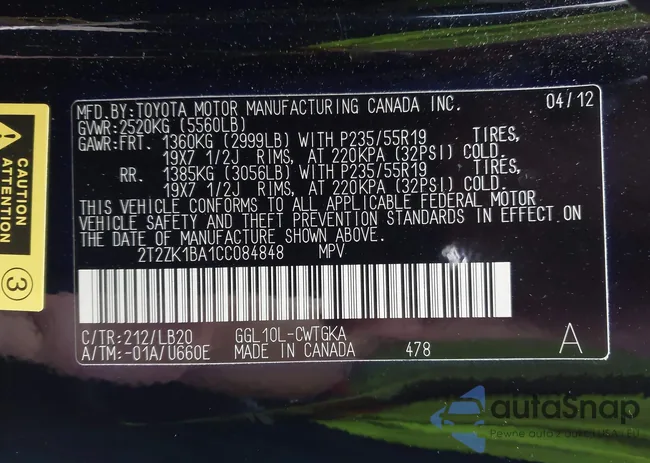 MFD.BY:TOYOTA MOTOR MANUFACTURING CANADA INC. 04/12
GVWR:2520KG (5560LB)
GAWR:FRT. 1360KG (2999LB) WITH P235/55R19 TIRES,
19X7 1/2J RIMS, AT 220KPA (32PSI) COLD.
RR. 1385KG (3056LB) WITH P235/55R19 TIRES,
19X7 1/2J RIMS, AT 220KPA (32PSI) COLD.
THIS VEHICLE CONFORMS TO ALL APPLICABLE FEDERAL MOTOR
VEHICLE SAFETY AND THEFT PREVENTION STANDARDS IN EFFECT ON
THE DATE OF MANUFACTURE SHOWN ABOVE.
2T2ZK1BA1CC084848 MPV
C/TR:212/LB20 GGL10L-CWTGKA
A/TM:-01A/U660E MADE IN CANADA 478 A
3
autoSnap
Pewne auta z